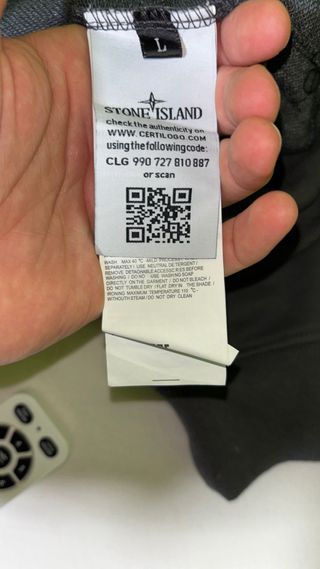 L
STONE ISLAND
check the authenticity on
WWW.CERTILOGO.COM
using the following code:
CLG 990 727 810 887
or scan
WASH MAX 40 °C MILD PROCESS
SEPARATELY / USE NEUTRAL DETERGENT /
REMOVE DETACHABLE ACCESSORIES BEFORE
WASHING / DO NOT USE WASHING SOAP
DIRECTLY ON THE GARMENT / DO NOT BLEACH /
DO NOT TUMBLE DRY / FLAT DRY IN THE SHADE /
IRONING MAXIMUM TEMPERATURE 110 °C -
WITHOUTH STEAM / DO NOT DRY CLEAN